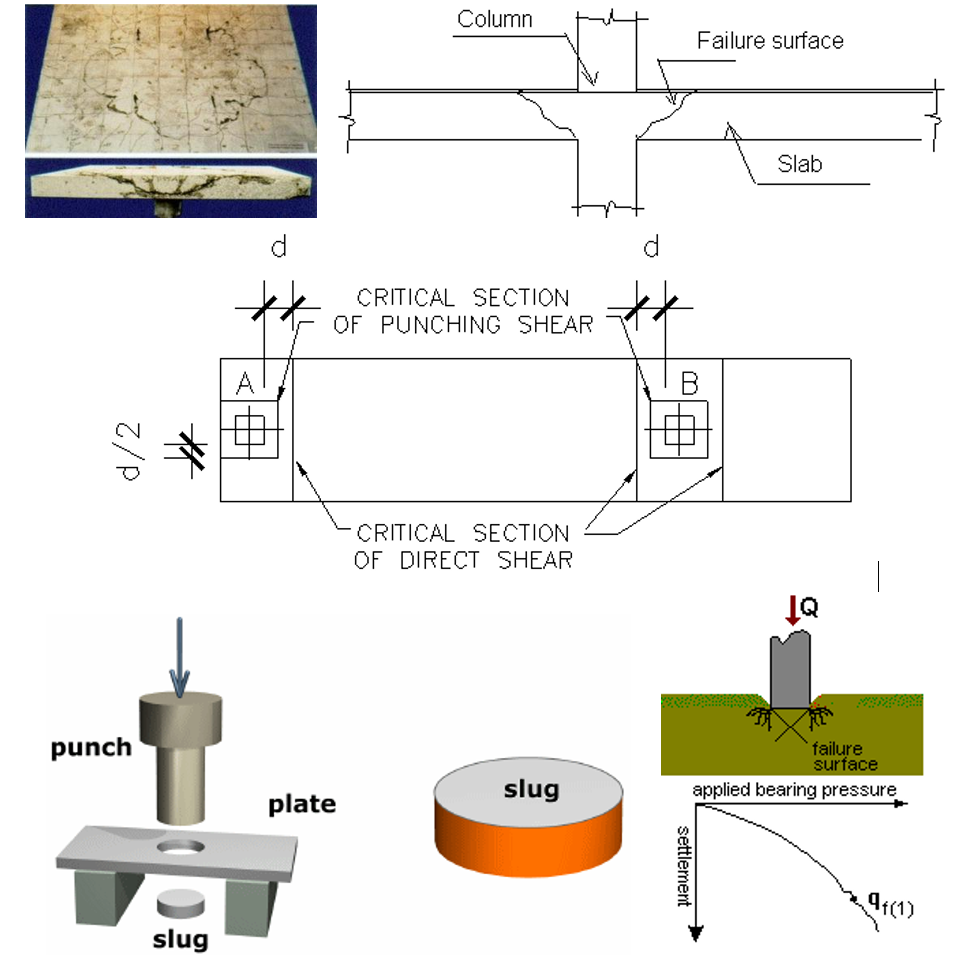 Column
Failure surface
Slab
d
d
CRITICAL SECTION
OF PUNCHING SHEAR
A
B
d/2
CRITICAL SECTION
OF DIRECT SHEAR
Q
punch
plate
slug
slug
failure
surface
applied bearing pressure
settlement
qf(1)